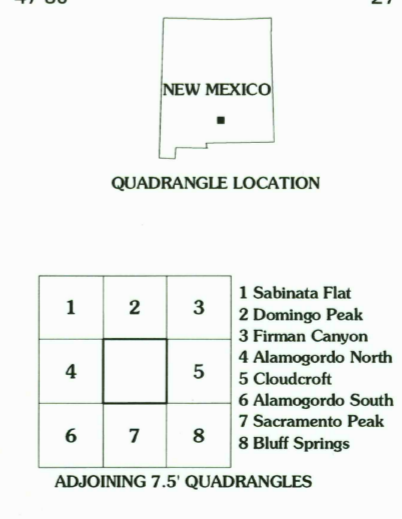 NEW MEXICO
QUADRANGLE LOCATION
1 2 3
4 5
6 7 8
1 Sabinata Flat
2 Domingo Peak
3 Firman Canyon
4 Alamogordo North
5 Cloudcroft
6 Alamogordo South
7 Sacramento Peak
8 Bluff Springs
ADJOINING 7.5' QUADRANGLES